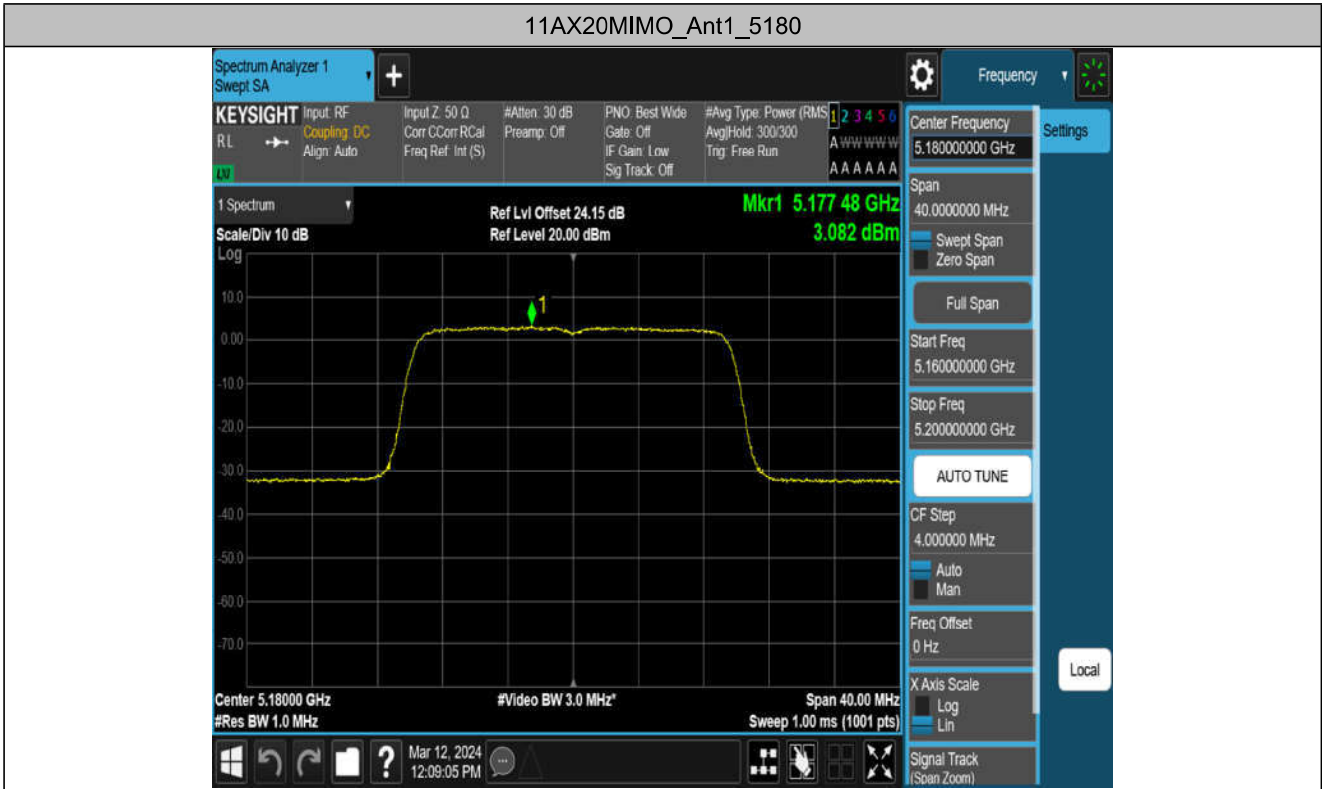 11AX20MIMO_Ant1_5180
Spectrum Analyzer 1
Swept SA
+
Frequency
KEYSIGHT
RL
LXI
Input: RF
Coupling: DC
Align: Auto
Input Z: 50 Ω
Corr CCorr RCal
Freq Ref: Int (S)
#Atten: 30 dB
Preamp: Off
PNO: Best Wide
Gate: Off
IF Gain: Low
Sig Track: Off
#Avg Type: Power (RMS
Avg|Hold: 300/300
Trig: Free Run
1 2 3 4 5 6
A W W W W W
A A A A A A
1 Spectrum
Scale/Div 10 dB
Log
Ref Lvl Offset 24.15 dB
Ref Level 20.00 dBm
Mkr1 5.177 48 GHz
3.082 dBm
1
10.0
0.00
-10.0
-20.0
-30.0
-40.0
-50.0
-60.0
-70.0
Center 5.18000 GHz
#Res BW 1.0 MHz
#Video BW 3.0 MHz*
Span 40.00 MHz
Sweep 1.00 ms (1001 pts)
?
Mar 12, 2024
12:09:05 PM
Center Frequency
5.180000000 GHz
Settings
Span
40.0000000 MHz
Swept Span
Zero Span
Full Span
Start Freq
5.160000000 GHz
Stop Freq
5.200000000 GHz
AUTO TUNE
CF Step
4.000000 MHz
Auto
Man
Freq Offset
0 Hz
X Axis Scale
Log
Lin
Local
Signal Track
(Span Zoom)